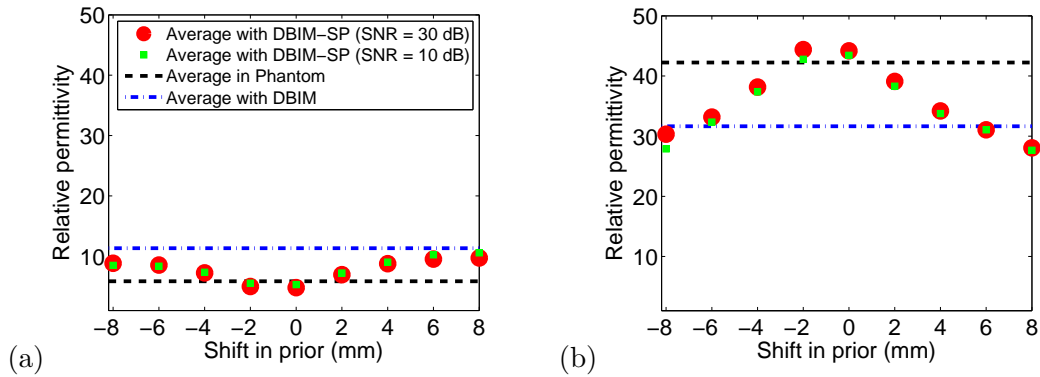 50
40
30
20
10
Relative permittivity
Average with DBIM−SP (SNR = 30 dB)
Average with DBIM−SP (SNR = 10 dB)
Average in Phantom
Average with DBIM
−8 −6 −4 −2 0 2 4 6 8
Shift in prior (mm)
(a)
50
40
30
20
10
Relative permittivity
−8 −6 −4 −2 0 2 4 6 8
Shift in prior (mm)
(b)